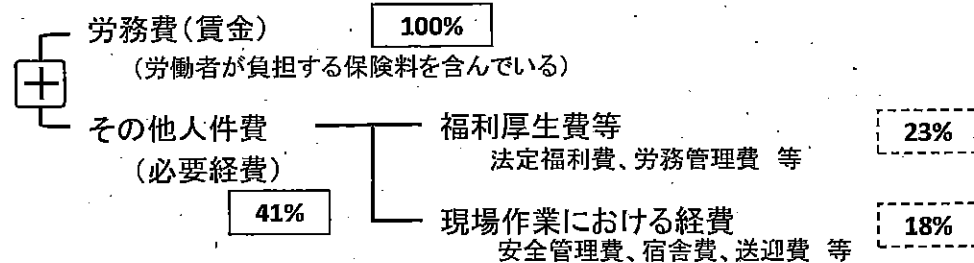 労務費(賃金) 100%
(労働者が負担する保険料を含んでいる)
+
その他人件費 福利厚生費等 23%
(必要経費) 法定福利費、労務管理費 等
41%
現場作業における経費 18%
安全管理費、宿舎費、送迎費 等